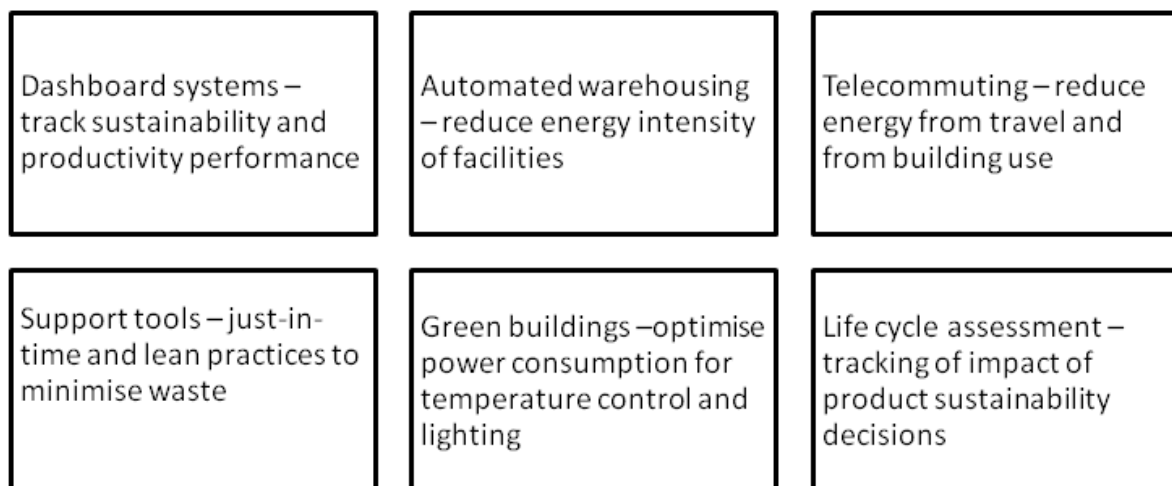 Dashboard systems –
track sustainability and
productivity performance
Automated warehousing
– reduce energy intensity
of facilities
Telecommuting – reduce
energy from travel and
from building use
Support tools – just-in-
time and lean practices to
minimise waste
Green buildings –optimise
power consumption for
temperature control and
lighting
Life cycle assessment –
tracking of impact of
product sustainability
decisions